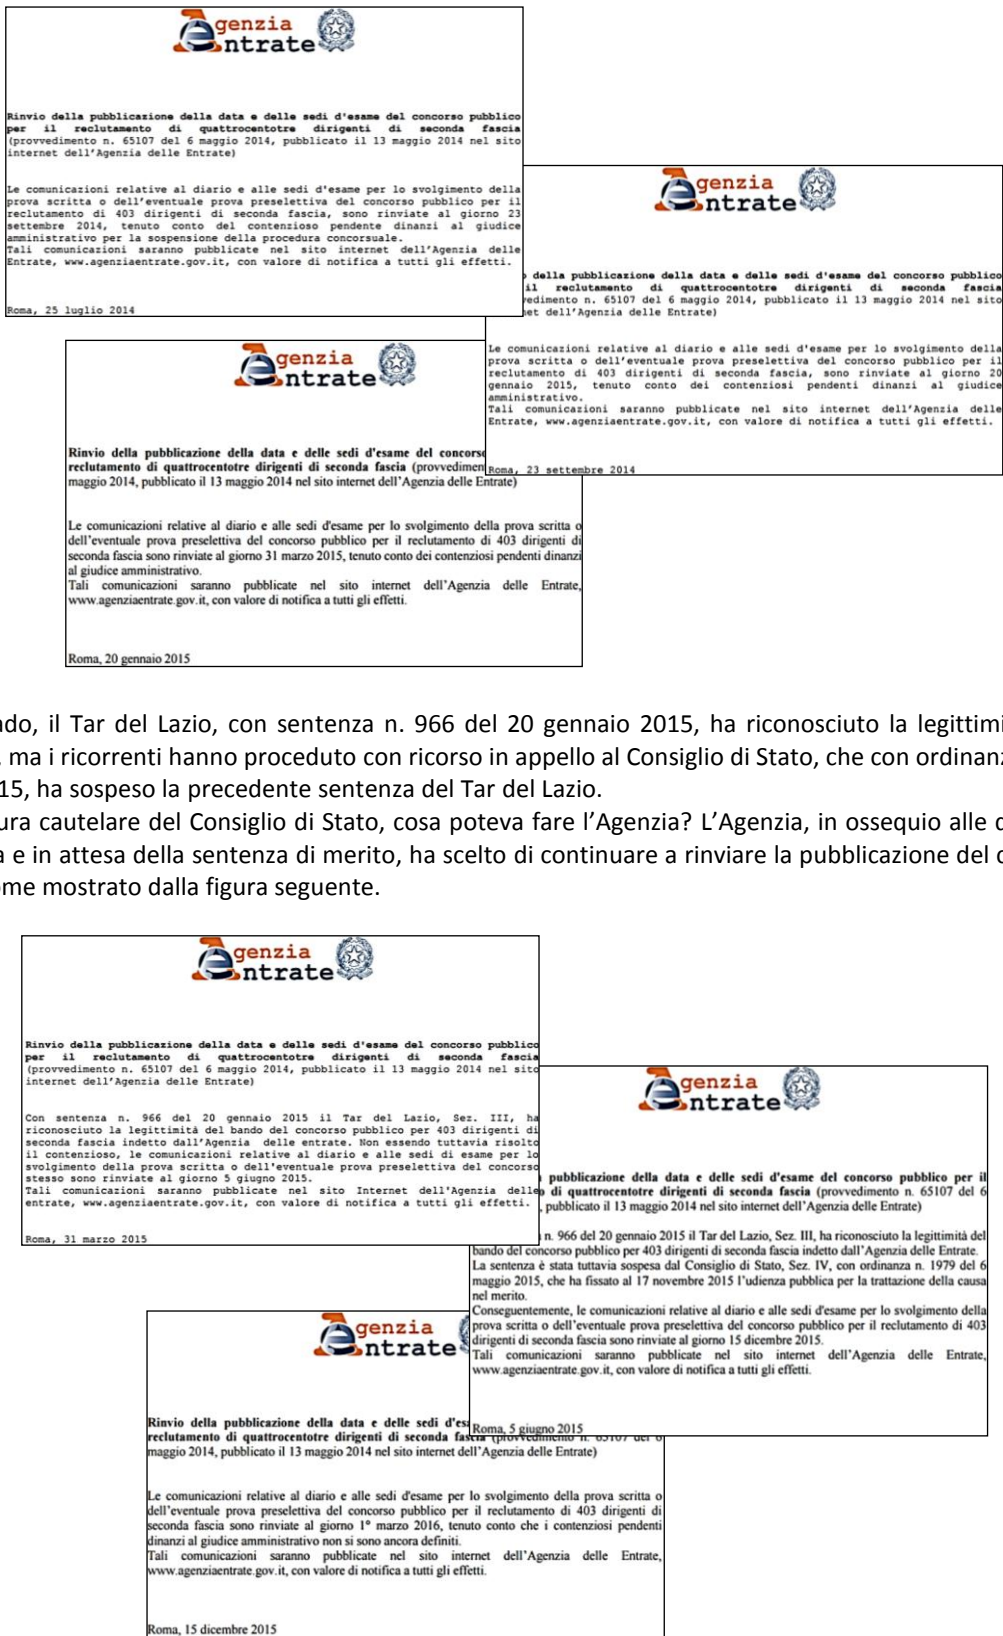 Agenzia
Entrate
Rinvio della pubblicazione della data e delle sedi d'esame del concorso pubblico
per il reclutamento di quattrocentotre dirigenti di seconda fascia
(provvedimento n. 65107 del 6 maggio 2014, pubblicato il 13 maggio 2014 nel sito
internet dell'Agenzia delle Entrate)
Le comunicazioni relative al diario e alle sedi d'esame per lo svolgimento della
prova scritta o dell'eventuale prova preselettiva del concorso pubblico per il
reclutamento di 403 dirigenti di seconda fascia, sono rinviate al giorno 23
settembre 2014, tenuto conto del contenzioso pendente dinanzi al giudice
amministrativo per la sospensione della procedura concorsuale.
Tali comunicazioni saranno pubblicate nel sito internet dell'Agenzia delle
Entrate, www.agenziaentrate.gov.it, con valore di notifica a tutti gli effetti.
Roma, 25 luglio 2014
Agenzia
Entrate
della pubblicazione della data e delle sedi d'esame del concorso pubblico
il reclutamento di quattrocentotre dirigenti di seconda fascia
vedimento n. 65107 del 6 maggio 2014, pubblicato il 13 maggio 2014 nel sito
et dell'Agenzia delle Entrate)
Le comunicazioni relative al diario e alle sedi d'esame per lo svolgimento della
prova scritta o dell'eventuale prova preselettiva del concorso pubblico per il
reclutamento di 403 dirigenti di seconda fascia, sono rinviate al giorno 20
gennaio 2015, tenuto conto dei contenziosi pendenti dinanzi al giudice
amministrativo.
Tali comunicazioni saranno pubblicate nel sito internet dell'Agenzia delle
Entrate, www.agenziaentrate.gov.it, con valore di notifica a tutti gli effetti.
Roma, 23 settembre 2014
Agenzia
Entrate
Rinvio della pubblicazione della data e delle sedi d'esame del concorso
reclutamento di quattrocentotre dirigenti di seconda fascia (provvedimen
maggio 2014, pubblicato il 13 maggio 2014 nel sito internet dell'Agenzia delle Entrate)
Le comunicazioni relative al diario e alle sedi d'esame per lo svolgimento della prova scritta o
dell'eventuale prova preselettiva del concorso pubblico per il reclutamento di 403 dirigenti di
seconda fascia sono rinviate al giorno 31 marzo 2015, tenuto conto dei contenziosi pendenti dinanzi
al giudice amministrativo.
Tali comunicazioni saranno pubblicate nel sito internet dell'Agenzia delle Entrate,
www.agenziaentrate.gov.it, con valore di notifica a tutti gli effetti.
Roma, 20 gennaio 2015
ado, il Tar del Lazio, con sentenza n. 966 del 20 gennaio 2015, ha riconosciuto la legittimi
, ma i ricorrenti hanno proceduto con ricorso in appello al Consiglio di Stato, che con ordinan
15, ha sospeso la precedente sentenza del Tar del Lazio.
ura cautelare del Consiglio di Stato, cosa poteva fare l'Agenzia? L'Agenzia, in ossequio alle
a e in attesa della sentenza di merito, ha scelto di continuare a rinviare la pubblicazione del
ome mostrato dalla figura seguente.
Agenzia
Entrate
Rinvio della pubblicazione della data e delle sedi d'esame del concorso pubblico
per il reclutamento di quattrocentotre dirigenti di seconda fascia
(provvedimento n. 65107 del 6 maggio 2014, pubblicato il 13 maggio 2014 nel sito
internet dell'Agenzia delle Entrate)
Con sentenza n. 966 del 20 gennaio 2015 il Tar del Lazio, Sez. III, ha
riconosciuto la legittimità del bando del concorso pubblico per 403 dirigenti di
seconda fascia indetto dall'Agenzia delle entrate. Non essendo tuttavia risolto
il contenzioso, le comunicazioni relative al diario e alle sedi di esame per lo
svolgimento della prova scritta o dell'eventuale prova preselettiva del concorso
stesso sono rinviate al giorno 5 giugno 2015.
Tali comunicazioni saranno pubblicate nel sito Internet dell'Agenzia delle
entrate, www.agenziaentrate.gov.it, con valore di notifica a tutti gli effetti.
Roma, 31 marzo 2015
Agenzia
Entrate
pubblicazione della data e delle sedi d'esame del concorso pubblico per il
o di quattrocentotre dirigenti di seconda fascia (provvedimento n. 65107 del 6
, pubblicato il 13 maggio 2014 nel sito internet dell'Agenzia delle Entrate)
n. 966 del 20 gennaio 2015 il Tar del Lazio, Sez. III, ha riconosciuto la legittimità del
bando del concorso pubblico per 403 dirigenti di seconda fascia indetto dall'Agenzia delle Entrate.
La sentenza è stata tuttavia sospesa dal Consiglio di Stato, Sez. IV, con ordinanza n. 1979 del 6
maggio 2015, che ha fissato al 17 novembre 2015 l'udienza pubblica per la trattazione della causa
nel merito.
Conseguentemente, le comunicazioni relative al diario e alle sedi d'esame per lo svolgimento della
prova scritta o dell'eventuale prova preselettiva del concorso pubblico per il reclutamento di 403
dirigenti di seconda fascia sono rinviate al giorno 15 dicembre 2015.
Tali comunicazioni saranno pubblicate nel sito internet dell'Agenzia delle Entrate,
www.agenziaentrate.gov.it, con valore di notifica a tutti gli effetti.
Roma, 5 giugno 2015
Agenzia
Entrate
Rinvio della pubblicazione della data e delle sedi d'es
reclutamento di quattrocentotre dirigenti di seconda fascia (provvedimento n. 65107 del 6
maggio 2014, pubblicato il 13 maggio 2014 nel sito internet dell'Agenzia delle Entrate)
Le comunicazioni relative al diario e alle sedi d'esame per lo svolgimento della prova scritta o
dell'eventuale prova preselettiva del concorso pubblico per il reclutamento di 403 dirigenti di
seconda fascia sono rinviate al giorno 1° marzo 2016, tenuto conto che i contenziosi pendenti
dinanzi al giudice amministrativo non si sono ancora definiti.
Tali comunicazioni saranno pubblicate nel sito internet dell'Agenzia delle Entrate,
www.agenziaentrate.gov.it, con valore di notifica a tutti gli effetti.
Roma, 15 dicembre 2015